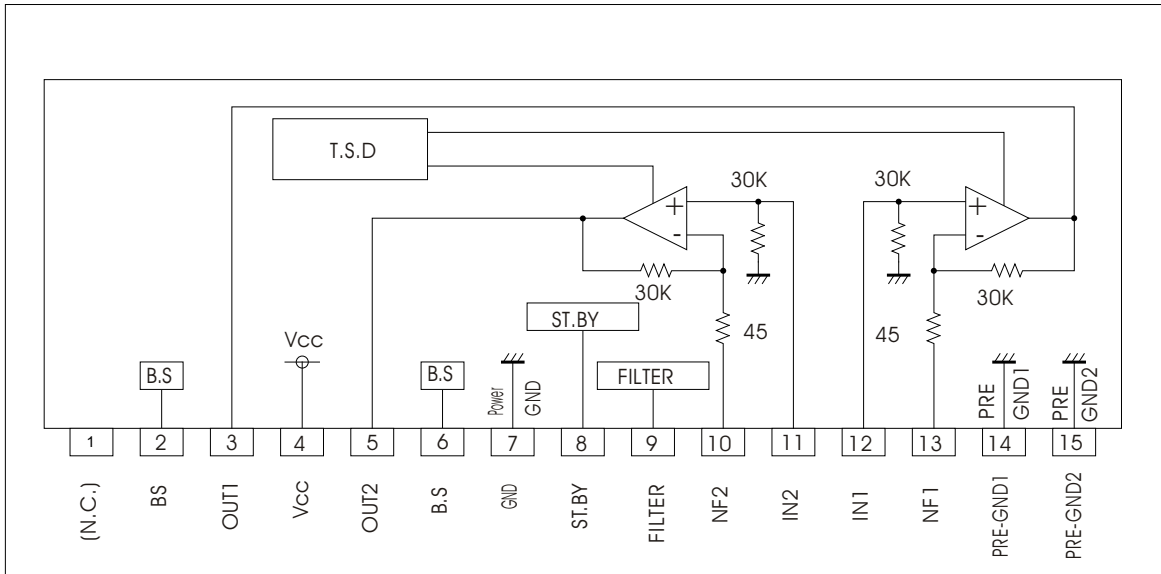 T.S.D
30K
30K
+
+
-
-
30K
30K
ST.BY
45
45
Vcc
B.S
B.S
Power
GND
FILTER
PRE
GND1
PRE
GND2
1
2
3
4
5
6
7
8
9
10
11
12
13
14
15
(N.C.)
BS
OUT1
Vcc
OUT2
B.S
GND
ST.BY
FILTER
NF2
IN2
IN1
NF1
PRE-GND1
PRE-GND2